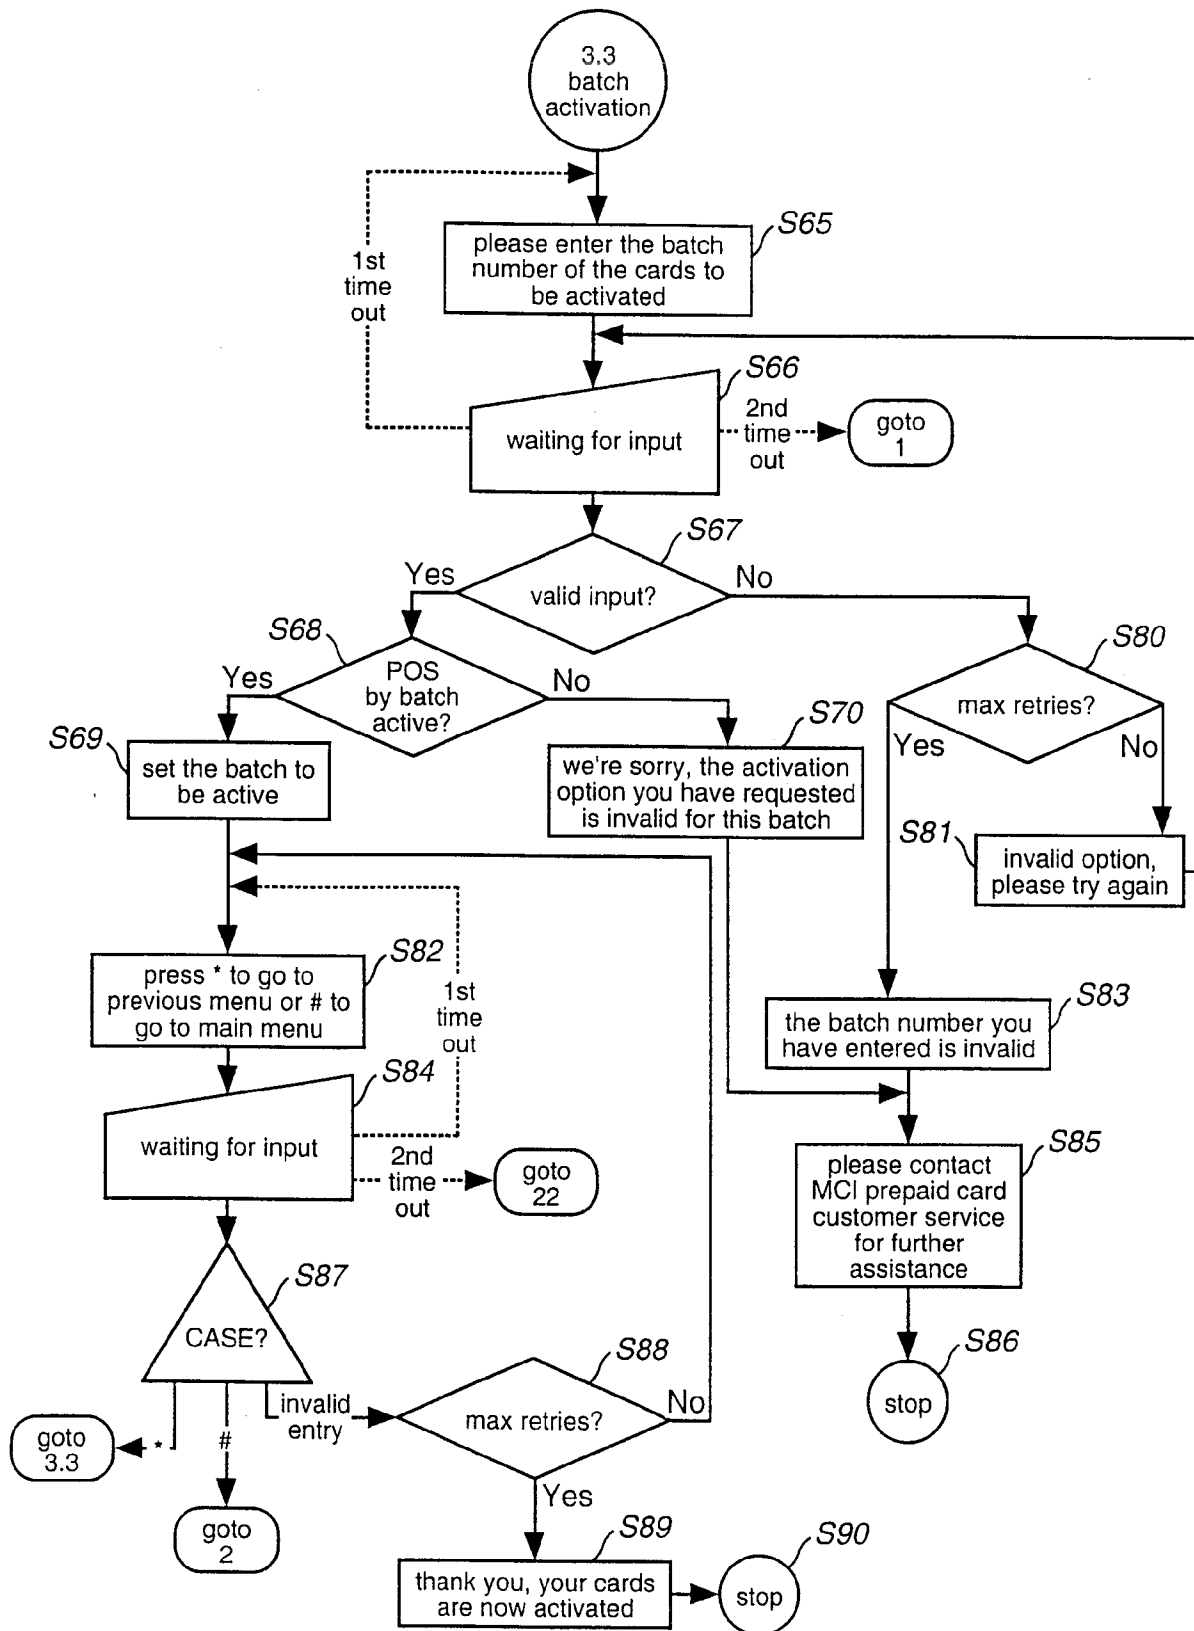 3.3
batch
activation
S65
please enter the batch
number of the cards to
be activated
1st
time
out
S66
waiting for input
2nd
time
out
goto
1
S67
valid input?
Yes
No
S68
POS
by batch
active?
Yes
No
S80
max retries?
Yes
No
S69
set the batch to
be active
S70
we're sorry, the activation
option you have requested
is invalid for this batch
S81
invalid option,
please try again
S82
press * to go to
previous menu or # to
go to main menu
1st
time
out
S83
the batch number you
have entered is invalid
S84
waiting for input
2nd
time
out
goto
22
S85
please contact
MCI prepaid card
customer service
for further
assistance
S87
CASE?
S86
stop
S88
max retries?
No
invalid
entry
goto
3.3
*
#
goto
2
Yes
S89
thank you, your cards
are now activated
S90
stop